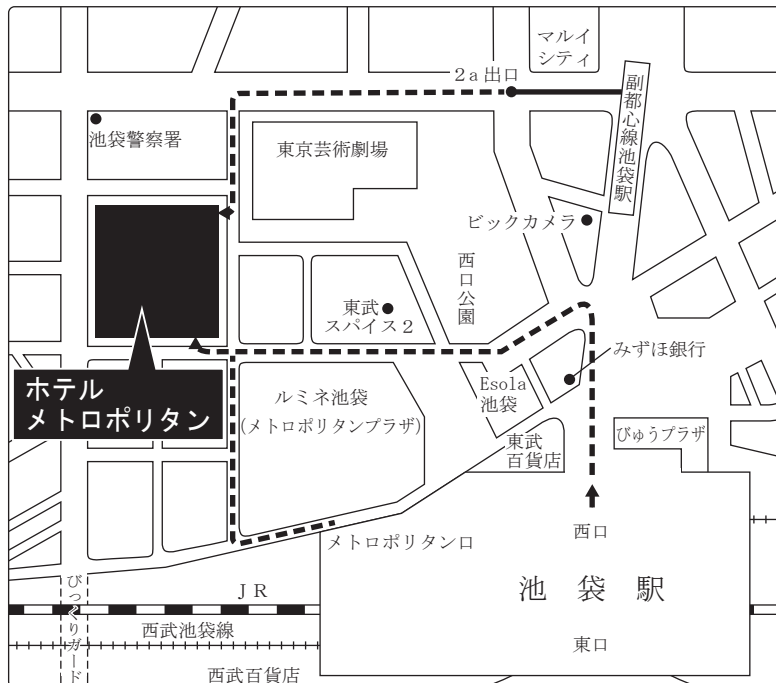 マルイ
シティ
2a出口
副都心線池袋駅
池袋警察署
東京芸術劇場
ビックカメラ
西口公園
東武
スパイス2
みずほ銀行
ホテル
メトロポリタン
ルミネ池袋
(メトロポリタンプラザ)
Esola
池袋
東武
百貨店
びゅうプラザ
メトロポリタン口
西口
池袋駅
東口
びっくりガード
JR
西武池袋線
西武百貨店